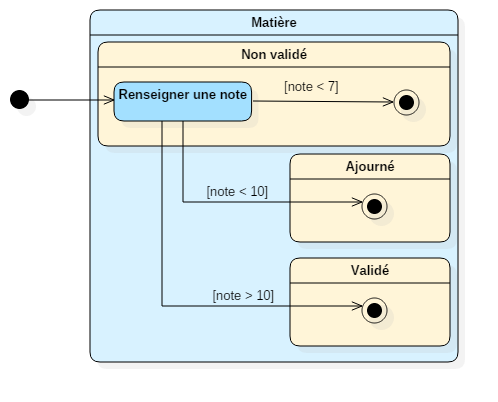 Matière
Non validé
Renseigner une note
[note < 7]
Ajourné
[note < 10]
Validé
[note > 10]